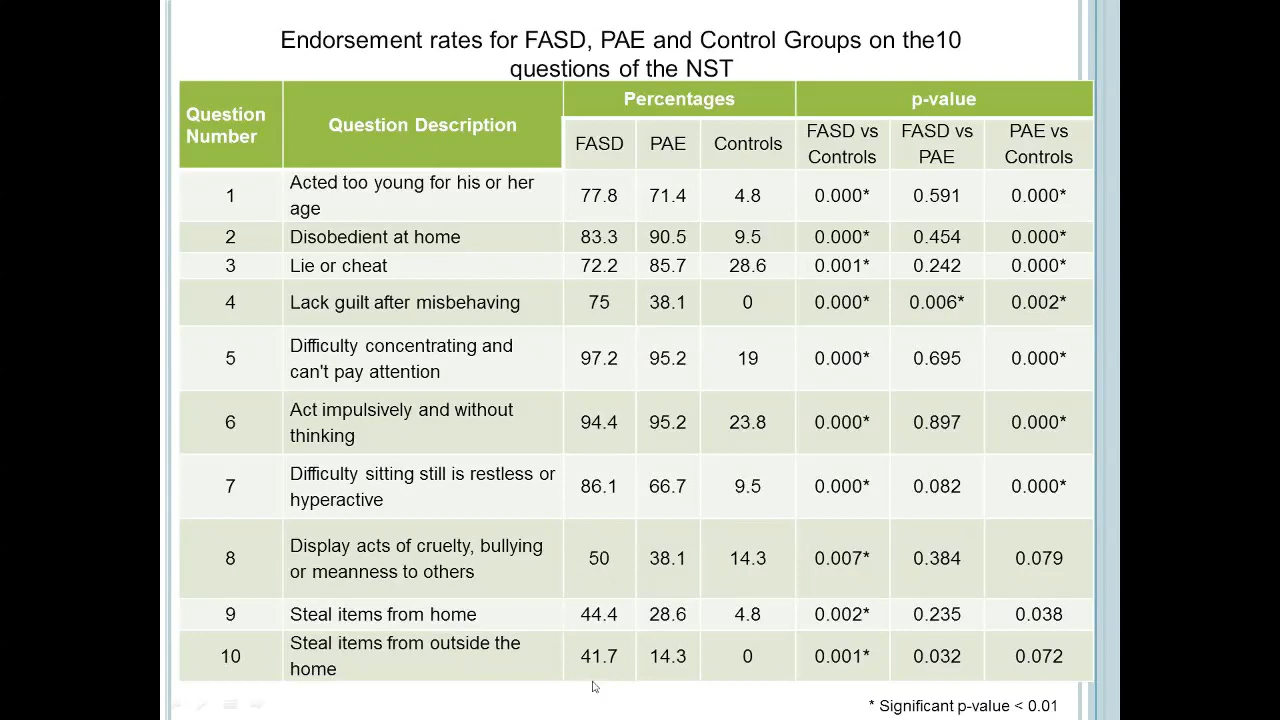 Endorsement rates for FASD, PAE and Control Groups on the10
questions of the NST
Question Number Question Description Percentages p-value
FASD PAE Controls FASD vs Controls FASD vs PAE PAE vs Controls
1 Acted too young for his or her age 77.8 71.4 4.8 0.000* 0.591 0.000*
2 Disobedient at home 83.3 90.5 9.5 0.000* 0.454 0.000*
3 Lie or cheat 72.2 85.7 28.6 0.001* 0.242 0.000*
4 Lack guilt after misbehaving 75 38.1 0 0.000* 0.006* 0.002*
5 Difficulty concentrating and can't pay attention 97.2 95.2 19 0.000* 0.695 0.000*
6 Act impulsively and without thinking 94.4 95.2 23.8 0.000* 0.897 0.000*
7 Difficulty sitting still is restless or hyperactive 86.1 66.7 9.5 0.000* 0.082 0.000*
8 Display acts of cruelty, bullying or meanness to others 50 38.1 14.3 0.007* 0.384 0.079
9 Steal items from home 44.4 28.6 4.8 0.002* 0.235 0.038
10 Steal items from outside the home 41.7 14.3 0 0.001* 0.032 0.072
* Significant p-value < 0.01